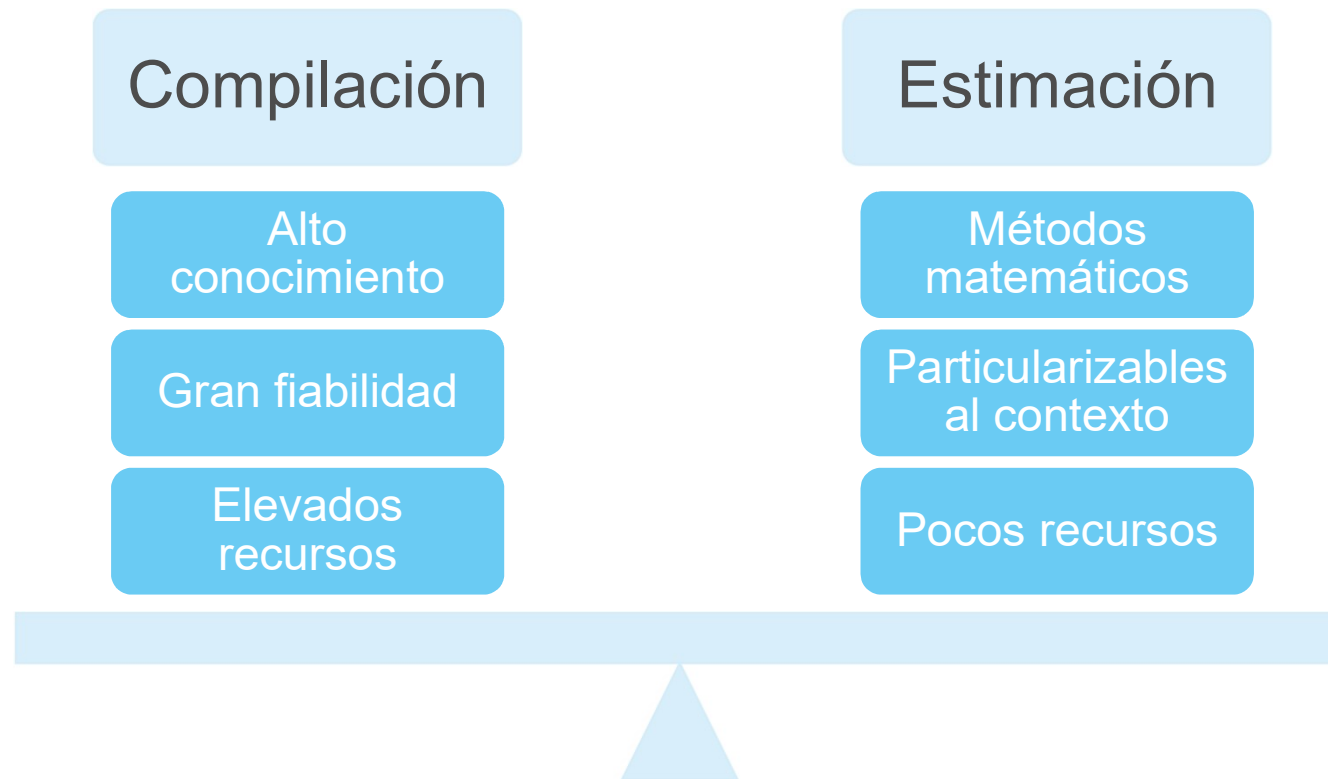 Compilación
Alto
conocimiento
Gran fiabilidad
Elevados
recursos
Estimación
Métodos
matemáticos
Particularizables
al contexto
Pocos recursos